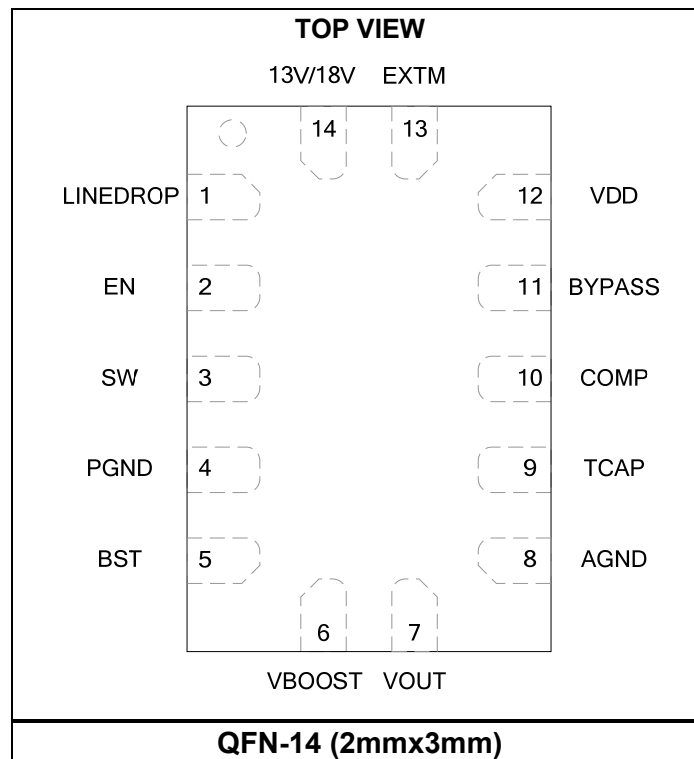 TOP VIEW
13V/18V EXTM
14 13
LINEDROP 1 12 VDD
EN 2 11 BYPASS
SW 3 10 COMP
PGND 4 9 TCAP
BST 5 8 AGND
6 7
VBOOST VOUT
QFN-14 (2mmx3mm)